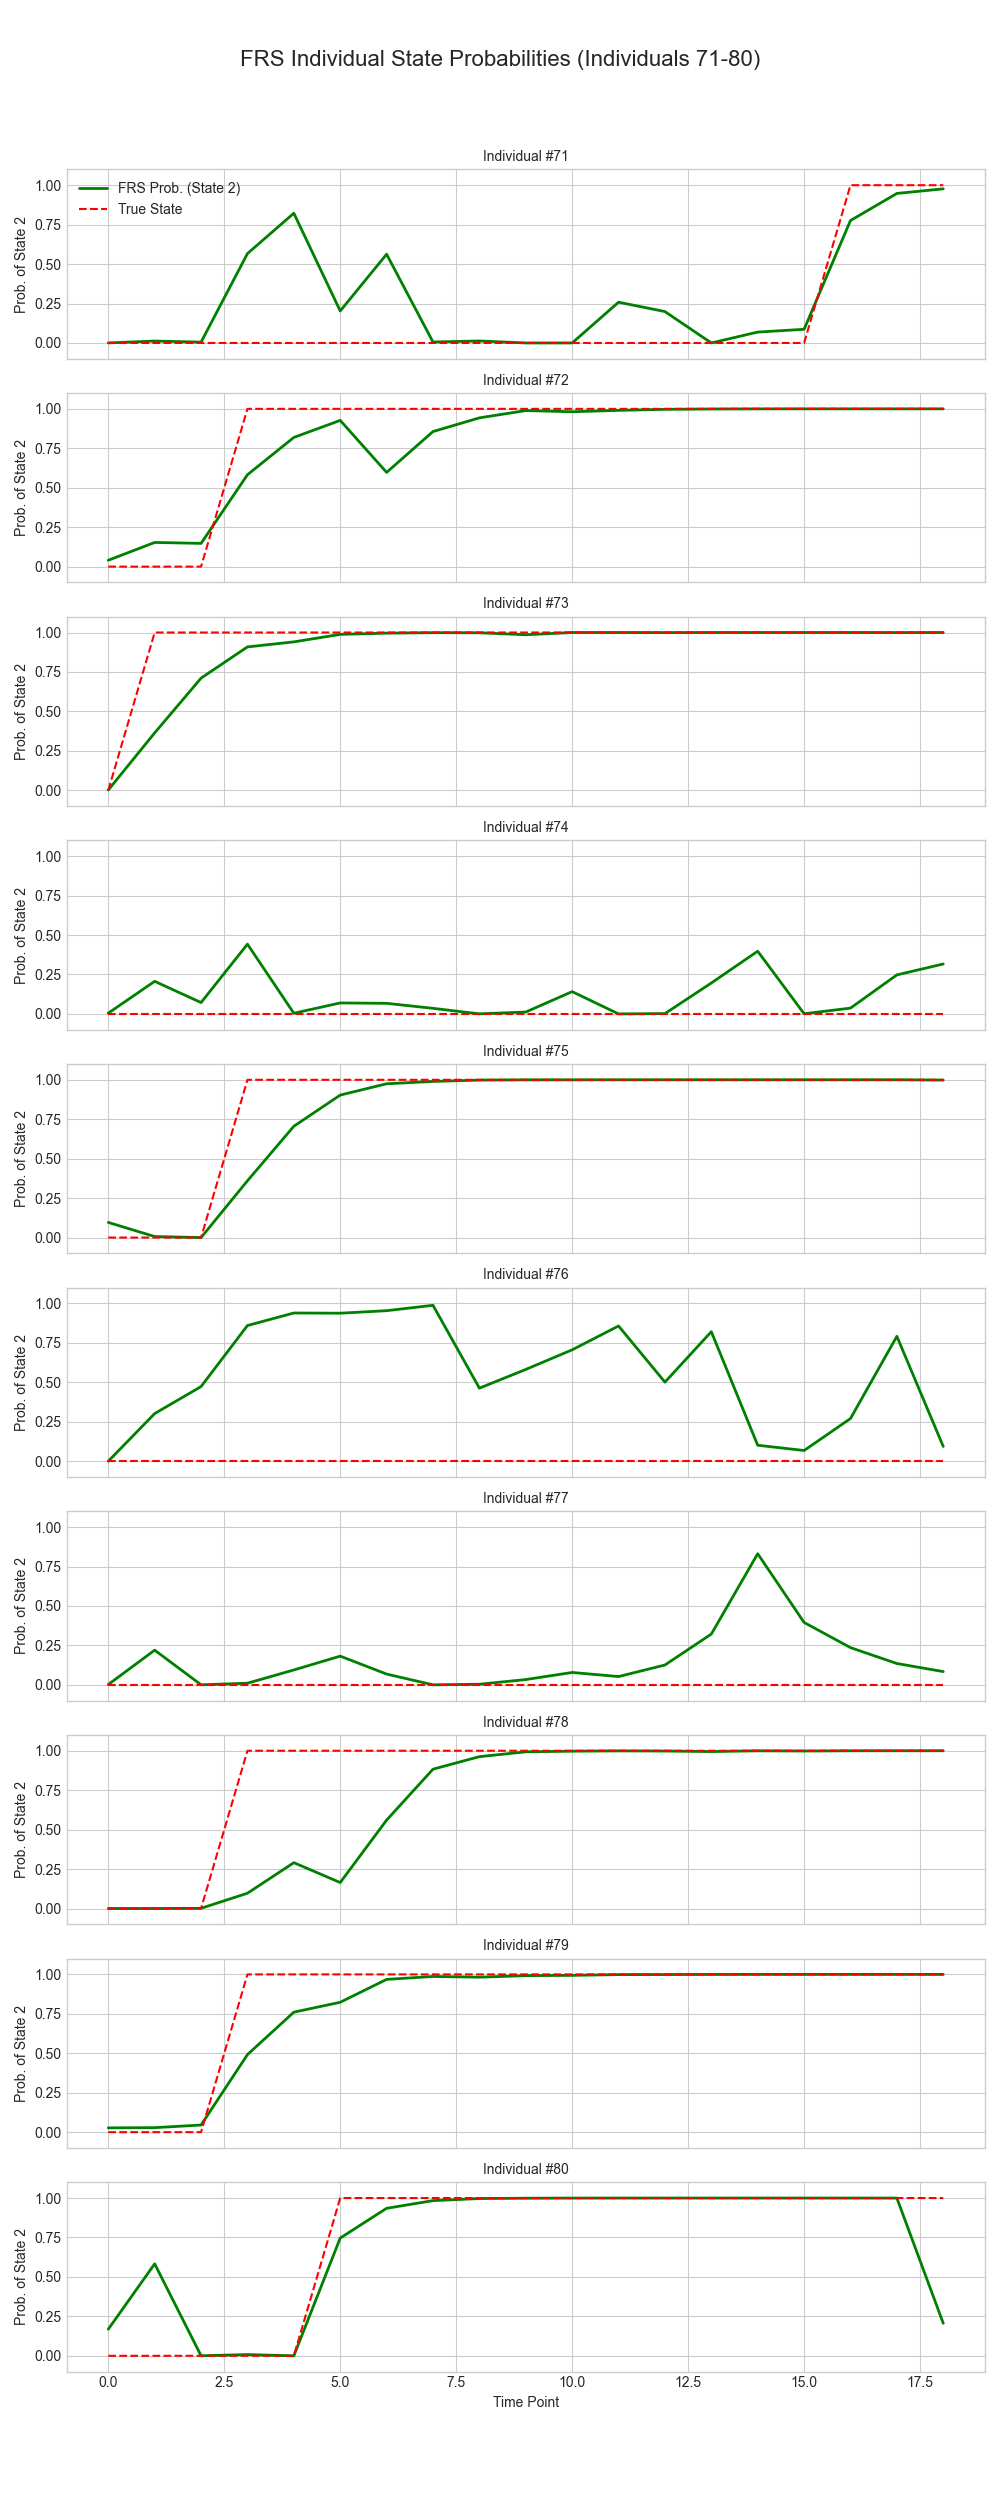 FRS Individual State Probabilities (Individuals 71-80)
Individual #71
FRS Prob. (State 2)
True State
1.00
0.75
0.50
0.25
0.00
Prob. of State 2
Individual #72
1.00
0.75
0.50
0.25
0.00
Prob. of State 2
Individual #73
1.00
0.75
0.50
0.25
0.00
Prob. of State 2
Individual #74
1.00
0.75
0.50
0.25
0.00
Prob. of State 2
Individual #75
1.00
0.75
0.50
0.25
0.00
Prob. of State 2
Individual #76
1.00
0.75
0.50
0.25
0.00
Prob. of State 2
Individual #77
1.00
0.75
0.50
0.25
0.00
Prob. of State 2
Individual #78
1.00
0.75
0.50
0.25
0.00
Prob. of State 2
Individual #79
1.00
0.75
0.50
0.25
0.00
Prob. of State 2
Individual #80
1.00
0.75
0.50
0.25
0.00
Prob. of State 2
0.0 2.5 5.0 7.5 10.0 12.5 15.0 17.5
Time Point